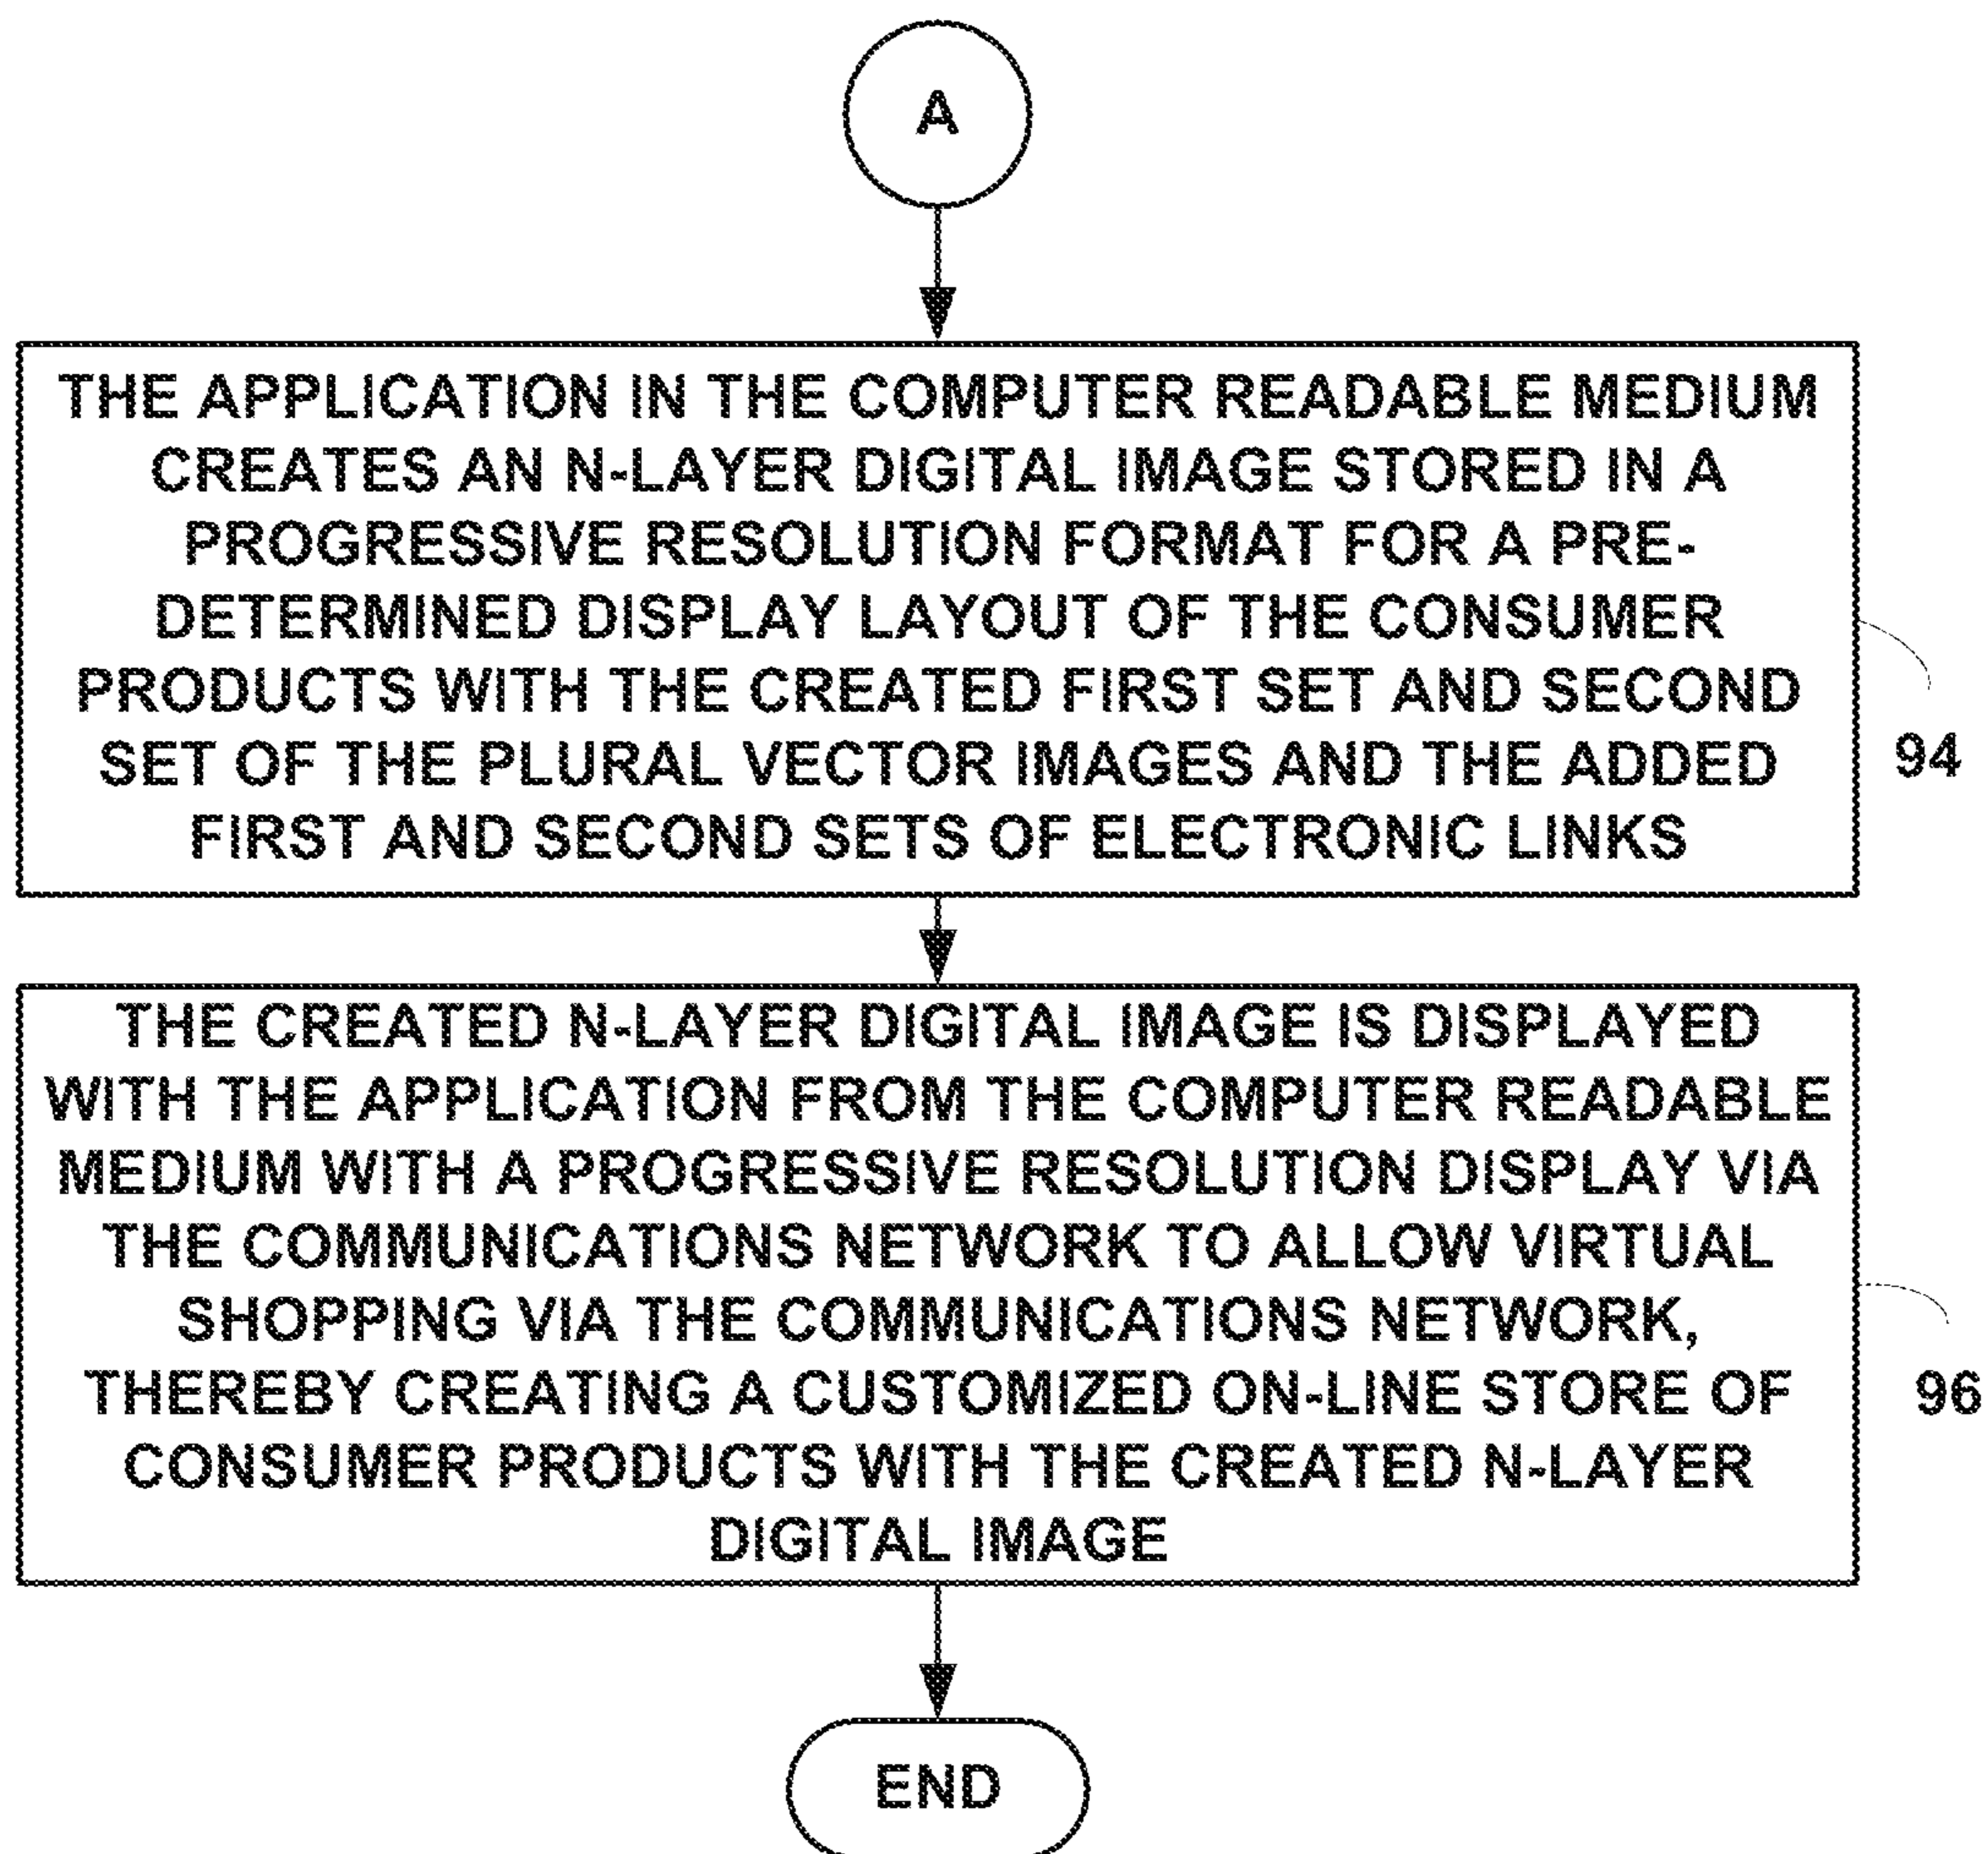 A
THE APPLICATION IN THE COMPUTER READABLE MEDIUM
CREATES AN N-LAYER DIGITAL IMAGE STORED IN A
PROGRESSIVE RESOLUTION FORMAT FOR A PRE-
DETERMINED DISPLAY LAYOUT OF THE CONSUMER
PRODUCTS WITH THE CREATED FIRST SET AND SECOND
SET OF THE PLURAL VECTOR IMAGES AND THE ADDED
FIRST AND SECOND SETS OF ELECTRONIC LINKS
94
THE CREATED N-LAYER DIGITAL IMAGE IS DISPLAYED
WITH THE APPLICATION FROM THE COMPUTER READABLE
MEDIUM WITH A PROGRESSIVE RESOLUTION DISPLAY VIA
THE COMMUNICATIONS NETWORK TO ALLOW VIRTUAL
SHOPPING VIA THE COMMUNICATIONS NETWORK,
THEREBY CREATING A CUSTOMIZED ON-LINE STORE OF
CONSUMER PRODUCTS WITH THE CREATED N-LAYER
DIGITAL IMAGE
96
END